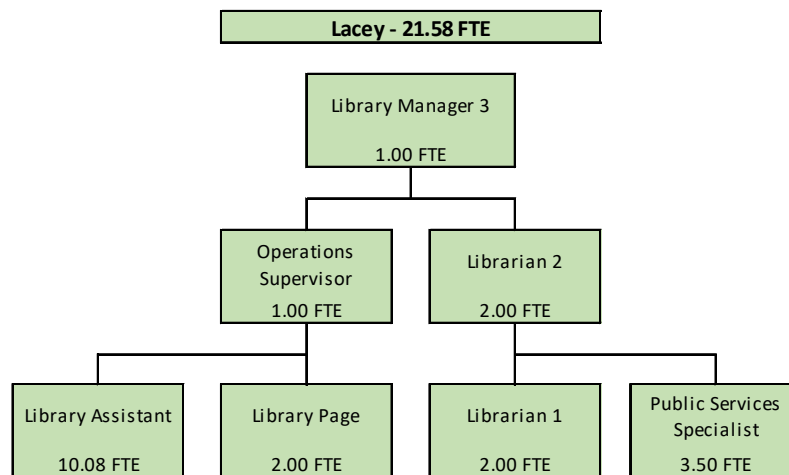 Lacey - 21.58 FTE
Library Manager 3
1.00 FTE
Operations
Supervisor
1.00 FTE
Librarian 2
2.00 FTE
Library Assistant
10.08 FTE
Library Page
2.00 FTE
Librarian 1
2.00 FTE
Public Services
Specialist
3.50 FTE